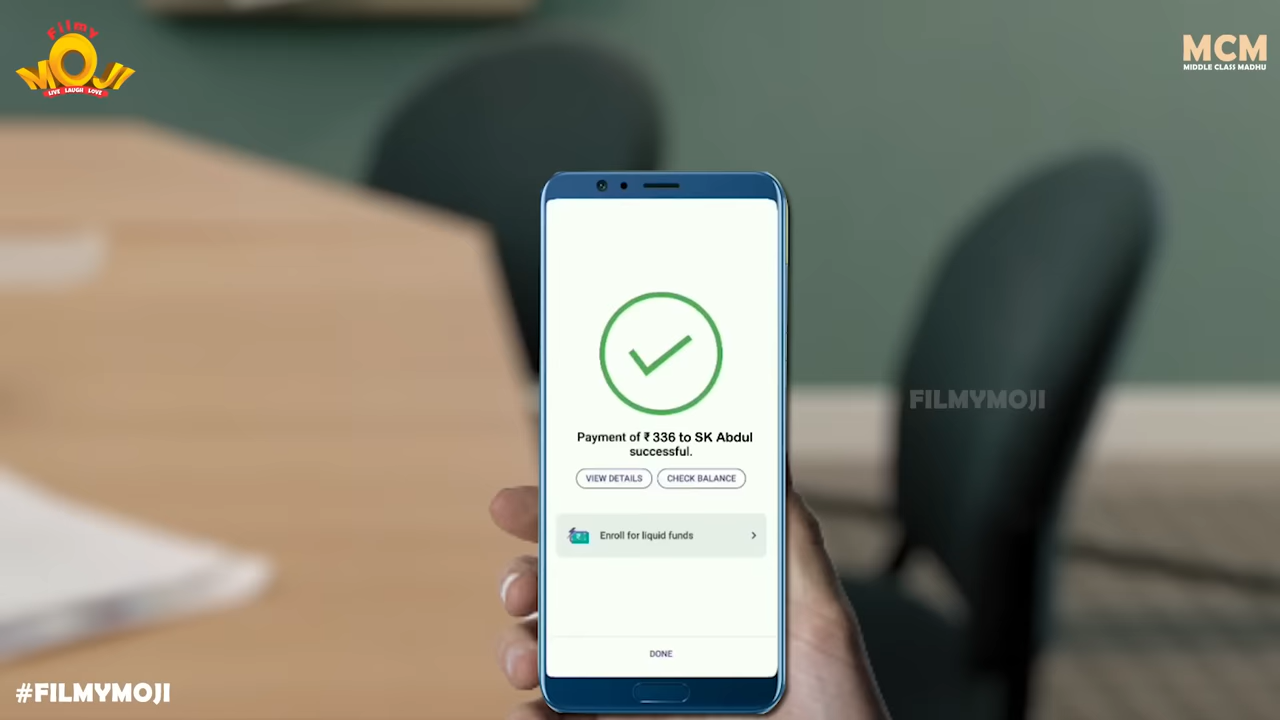 Filmy
MOJI
LIVE LAUGH LOVE
MCM
MIDDLE CLASS MADHU
Payment of ₹ 336 to SK Abdul
successful.
VIEW DETAILS
CHECK BALANCE
Enroll for liquid funds
DONE
FILMYMOJI
#FILMYMOJI